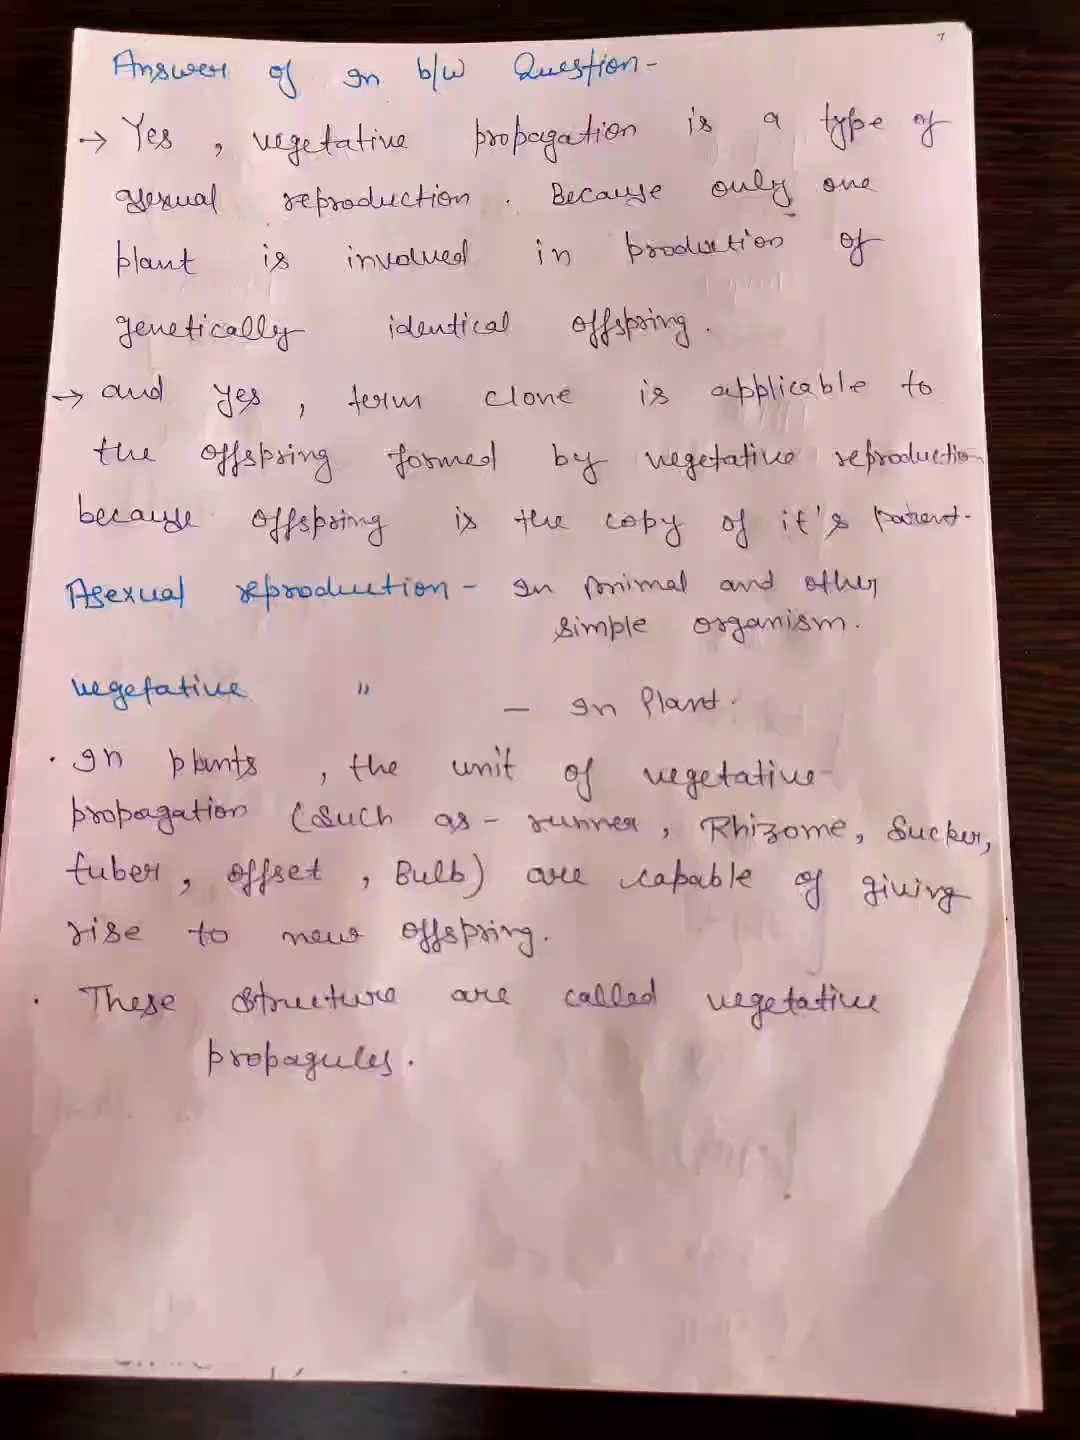 Answer of In b/w Question-
→ Yes, vegetative propagation is a type of
asexual reproduction. Because only one
plant is involved in production of
genetically identical offspring.
→ and yes, term clone is applicable to
the offspring formed by vegetative reproduction
because offspring is the copy of it's parent.
Asexual reproduction - In Animal and other
simple organism.
vegetative " - In Plant.
• In plants, the unit of vegetative
propagation (Such as - runner, Rhizome, Sucker,
tuber, offset, Bulb) are capable of giving
rise to new offspring.
• These structure are called vegetative
propagules.